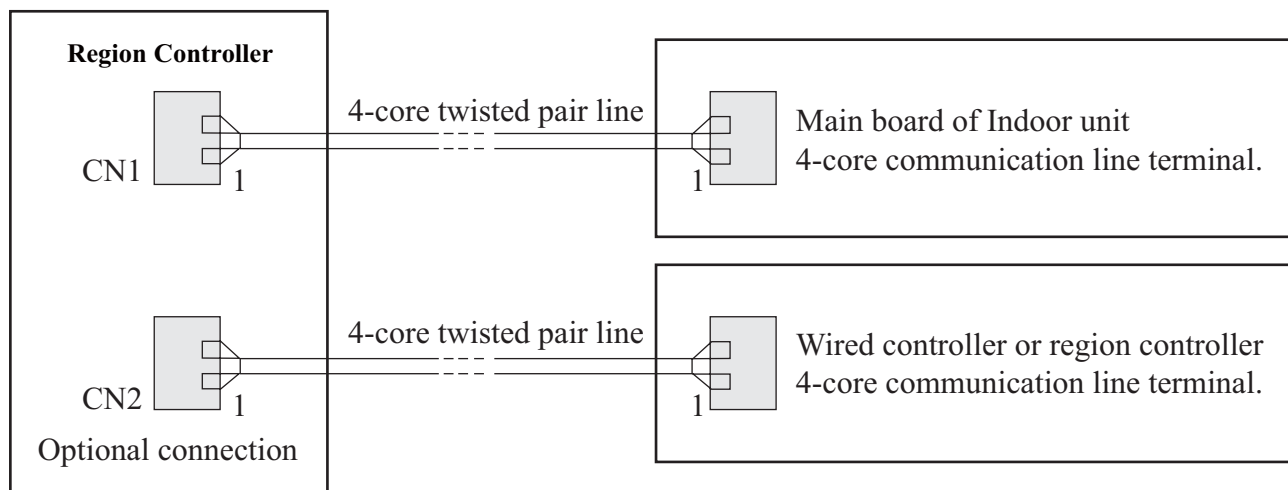 Region Controller
4-core twisted pair line
CN1
1
1
Main board of Indoor unit
4-core communication line terminal.
4-core twisted pair line
CN2
1
1
Wired controller or region controller
4-core communication line terminal.
Optional connection